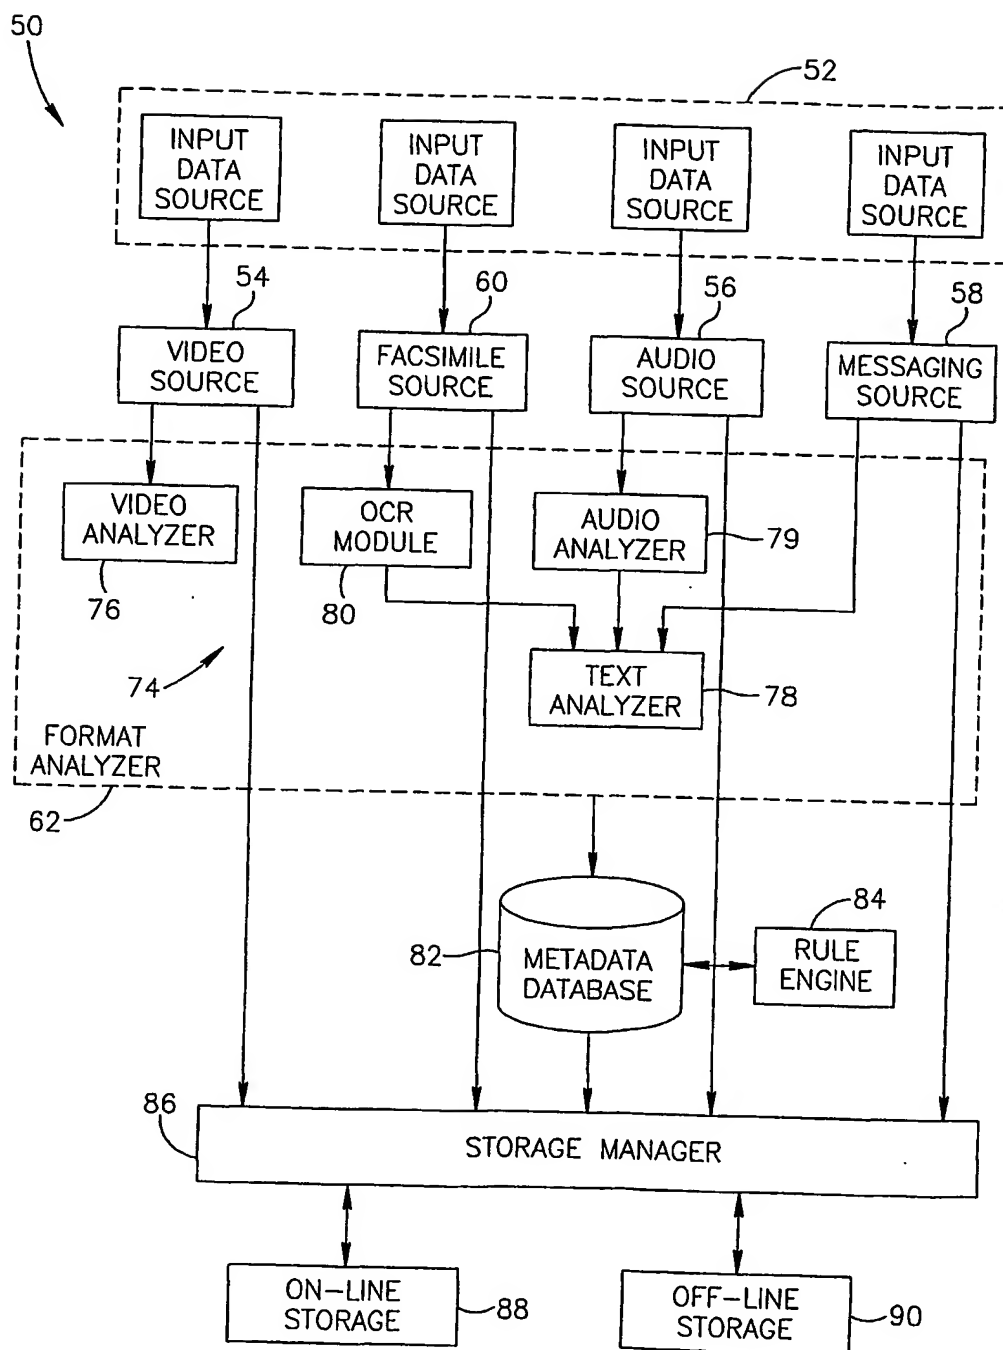 50
52
INPUT
DATA
SOURCE
INPUT
DATA
SOURCE
INPUT
DATA
SOURCE
INPUT
DATA
SOURCE
54
60
56
58
VIDEO
SOURCE
FACSIMILE
SOURCE
AUDIO
SOURCE
MESSAGING
SOURCE
VIDEO
ANALYZER
OCR
MODULE
AUDIO
ANALYZER
79
76
80
74
TEXT
ANALYZER
78
FORMAT
ANALYZER
62
82
METADATA
DATABASE
84
RULE
ENGINE
86
STORAGE MANAGER
ON-LINE
STORAGE
88
OFF-LINE
STORAGE
90